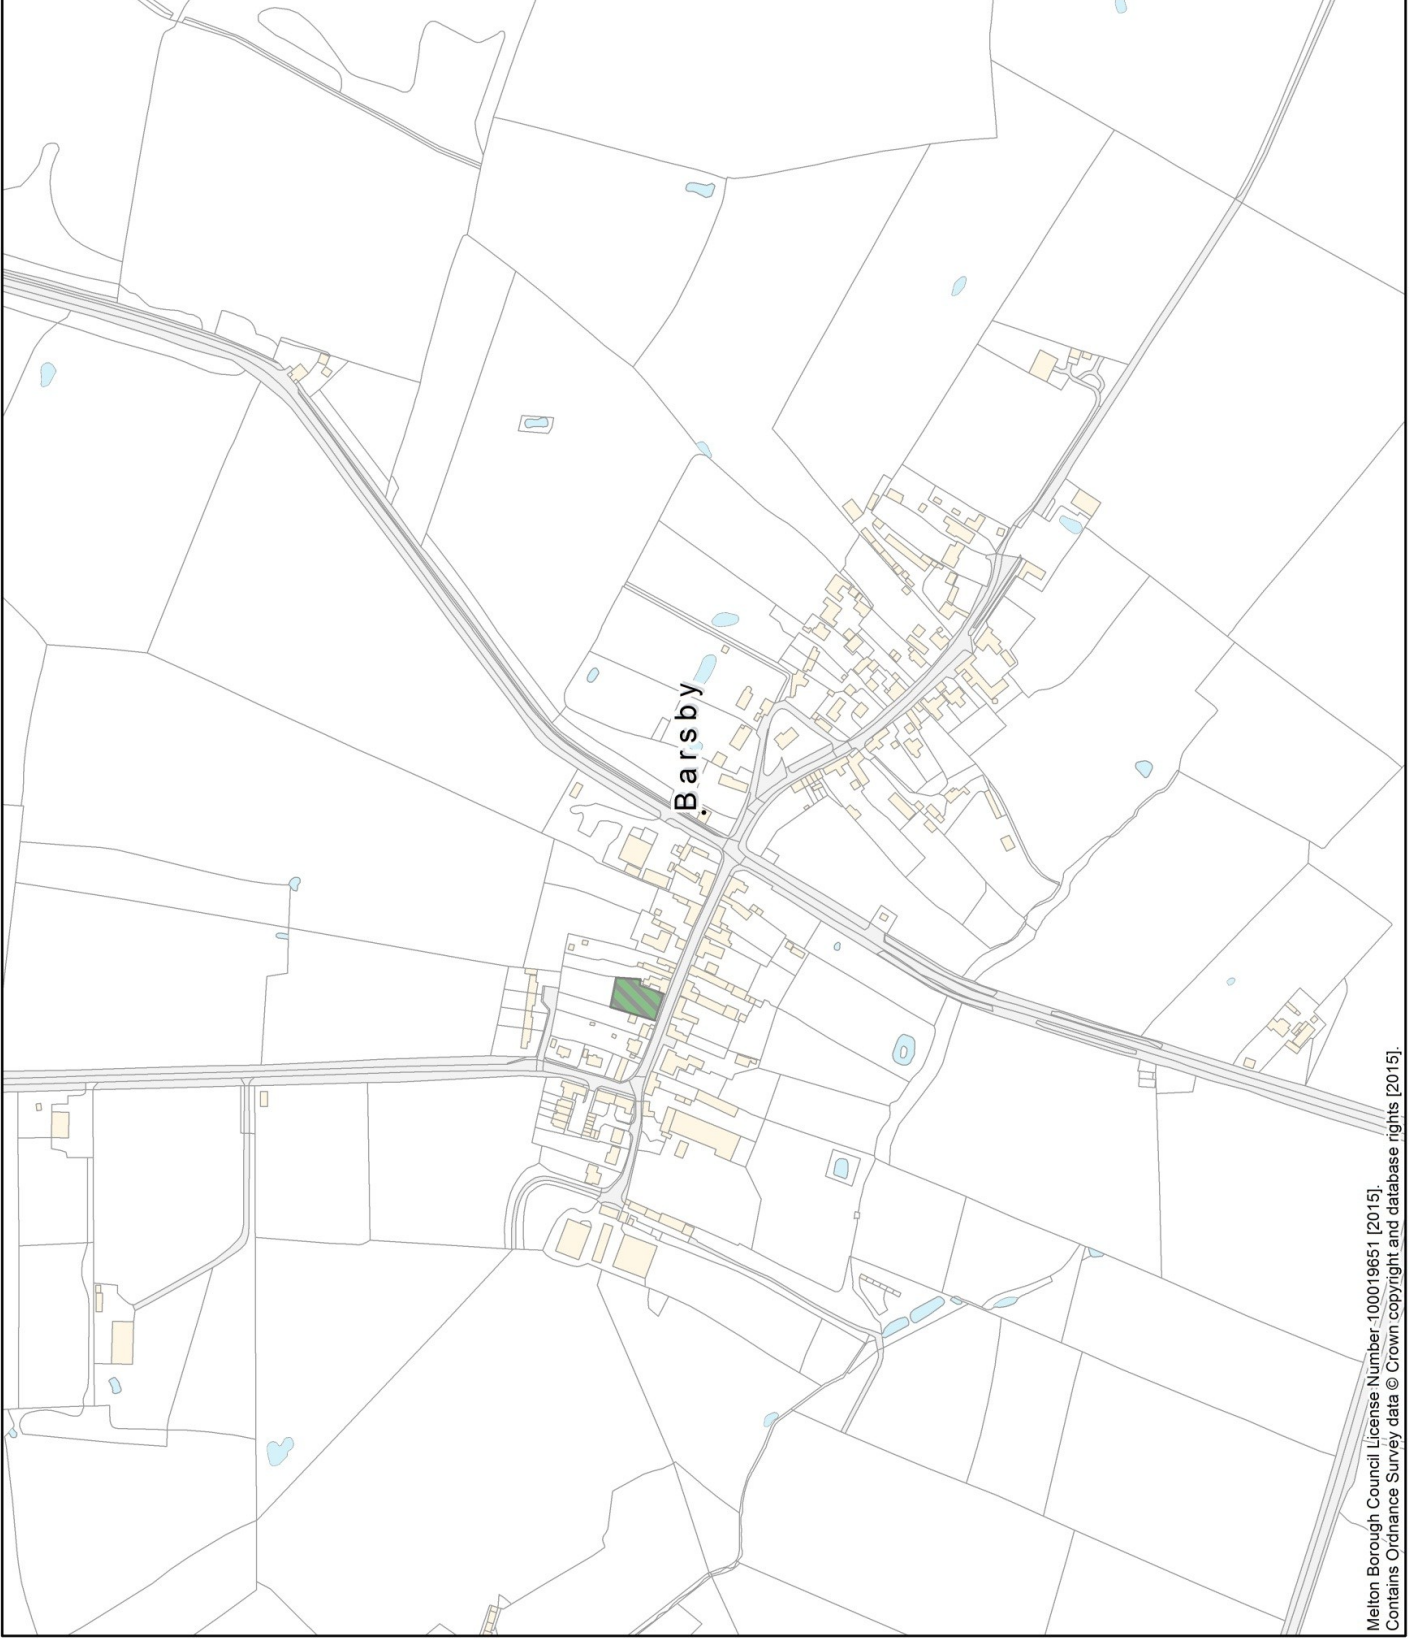 Barsby
Melton Borough Council License Number-100019651 [2015].
Contains Ordnance Survey data © Crown copyright and database rights [2015].